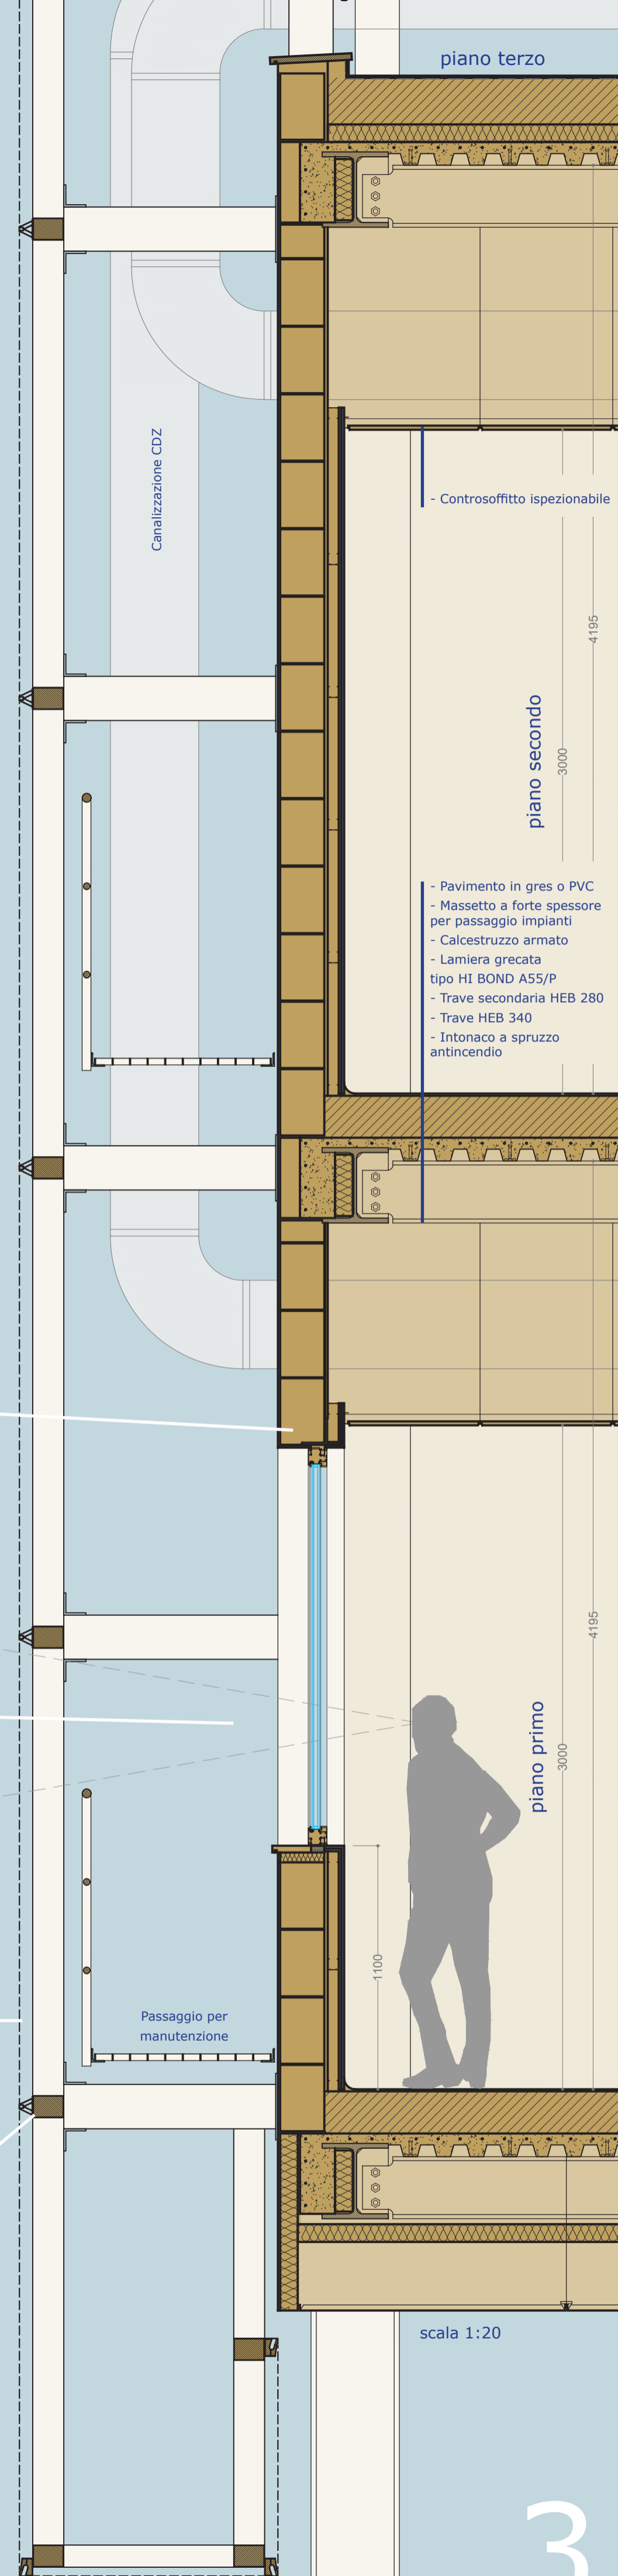 piano terzo
Canalizzazione CDZ
- Controsoffitto ispezionabile
4195
3000
piano secondo
- Pavimento in gres o PVC
- Massetto a forte spessore
per passaggio impianti
- Calcestruzzo armato
- Lamiera grecata
tipo HI BOND A55/P
- Trave secondaria HEB 280
- Trave HEB 340
- Intonaco a spruzzo
antincendio
4195
3000
piano primo
1100
Passaggio per
manutenzione
scala 1:20
3